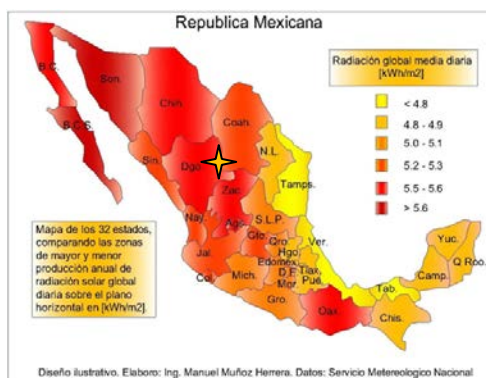 Republica Mexicana
Radiación global media diaria
[kWh/m2]
< 4.8
4.8 - 4.9
5.0 - 5.1
5.2 - 5.3
5.5 - 5.6
> 5.6
B.C.
Son.
Chih.
B.C.S.
Coah.
Sin.
Dgo.
N.L.
Tamps.
Zac.
Nay.
Ags.
S.L.P.
Jal.
Gto.
Qro.
Hgo.
Ver.
Col.
Mich.
Edomex.
D.F.
Mor.
Tlax.
Pue.
Gro.
Oax.
Tab.
Chis.
Camp.
Yuc.
Q Roo.
Mapa de los 32 estados,
comparando las zonas
de mayor y menor
producción anual de
radiación solar global
diaria sobre el plano
horizontal en [kWh/m2].
Diseño ilustrativo. Elaboro: Ing. Manuel Muñoz Herrera. Datos: Servicio Metereologico Nacional